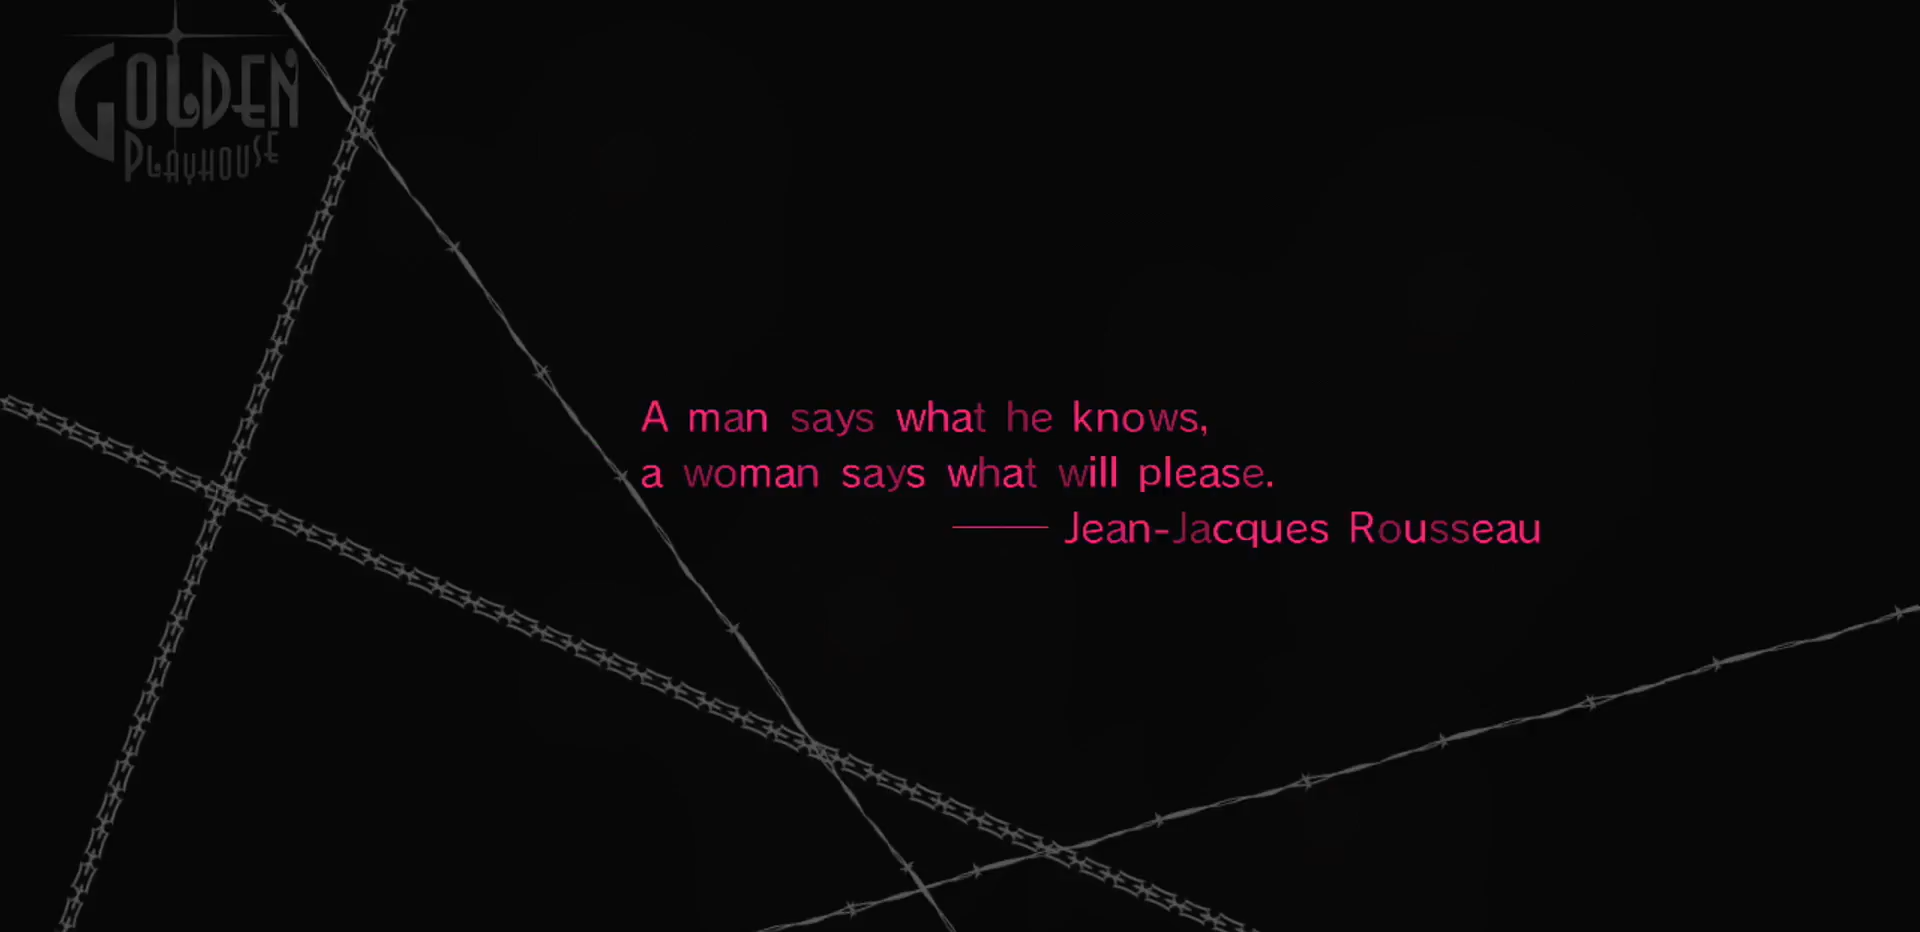 GOLDEN
PLAYHOUSE
A man says what he knows,
a woman says what will please.
—— Jean-Jacques Rousseau